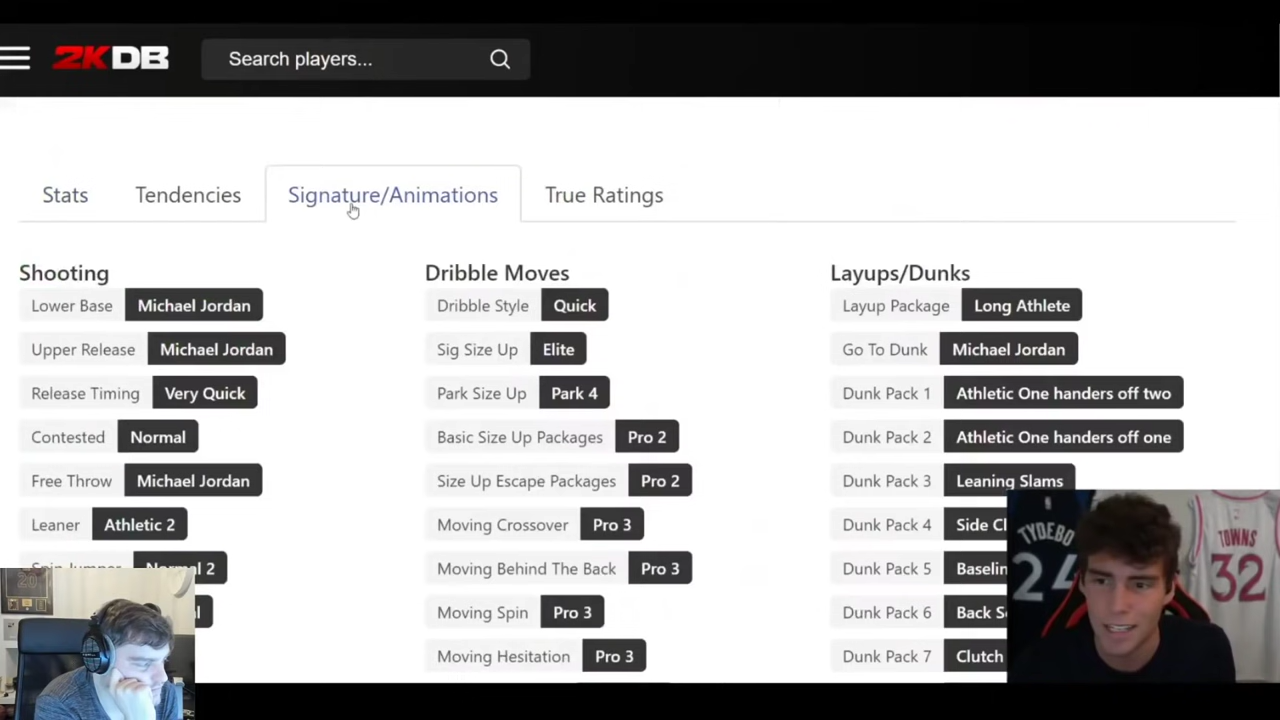 2KDB
Search players...
Stats
Tendencies
Signature/Animations
True Ratings
Shooting
Lower Base Michael Jordan
Upper Release Michael Jordan
Release Timing Very Quick
Contested Normal
Free Throw Michael Jordan
Leaner Athletic 2
Dribble Moves
Dribble Style Quick
Sig Size Up Elite
Park Size Up Park 4
Basic Size Up Packages Pro 2
Size Up Escape Packages Pro 2
Moving Crossover Pro 3
Moving Behind The Back Pro 3
Moving Spin Pro 3
Moving Hesitation Pro 3
Layups/Dunks
Layup Package Long Athlete
Go To Dunk Michael Jordan
Dunk Pack 1 Athletic One handers off two
Dunk Pack 2 Athletic One handers off one
Dunk Pack 3 Leaning Slams
Dunk Pack 4 Side
Dunk Pack 5
Dunk Pack 6 Back
Dunk Pack 7 Clutch
TYDEBO
24
TOWNS
32